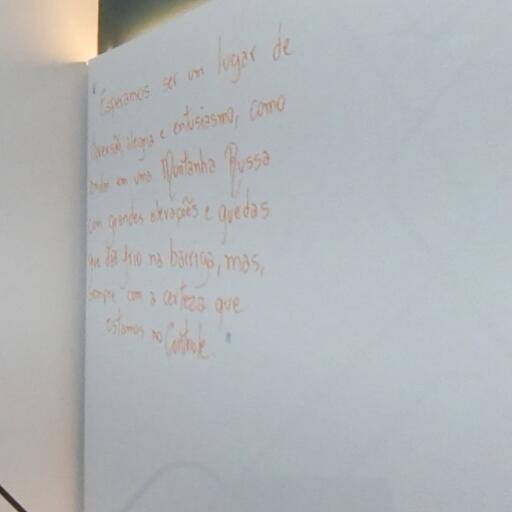 "Esperamos ser um lugar de
diversão, alegria e entusiasmo, como
andar em uma Montanha Russa
com grandes elevações e quedas
que dão frio na barriga, mas,
sempre com a certeza que
estamos no Controle."